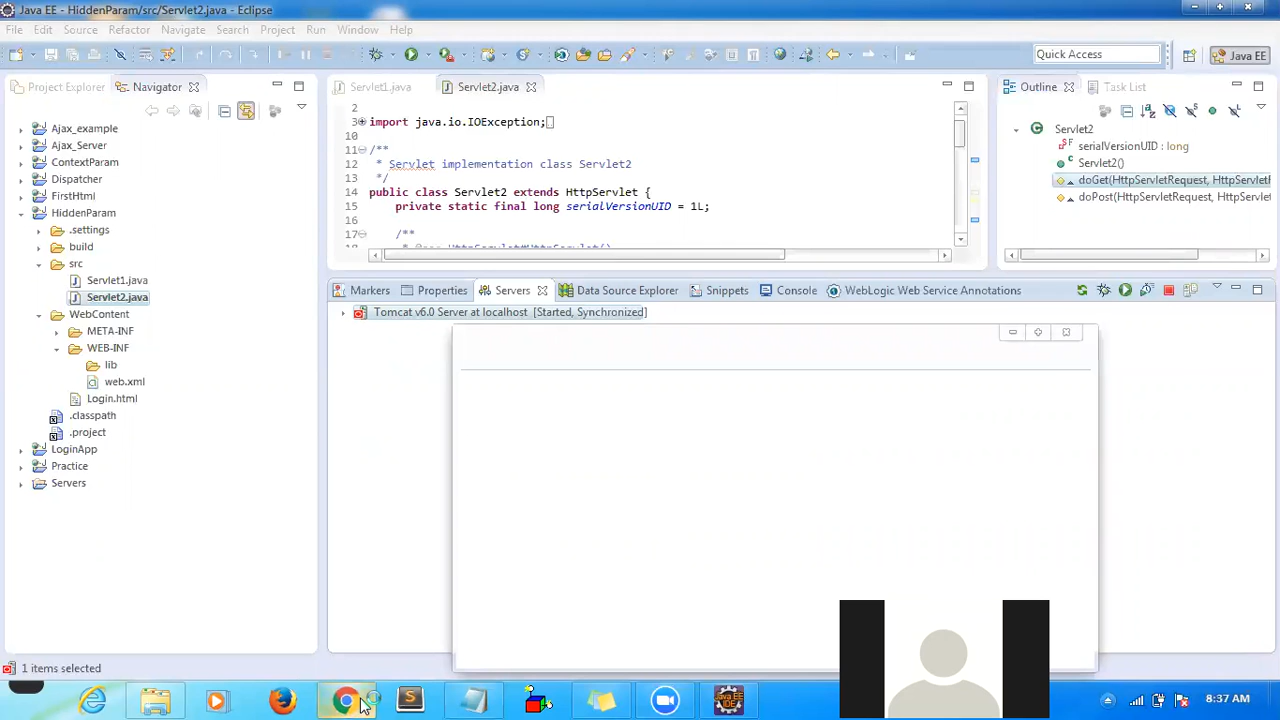 Java EE - HiddenParam/src/Servlet2.java - Eclipse
File Edit Source Refactor Navigate Search Project Run Window Help
Quick Access Java EE
Project Explorer Navigator
Ajax_example
Ajax_Server
ContextParam
Dispatcher
FirstHtml
HiddenParam
.settings
build
src
Servlet1.java
Servlet2.java
WebContent
META-INF
WEB-INF
lib
web.xml
Login.html
.classpath
.project
LoginApp
Practice
Servers
Servlet1.java Servlet2.java
2
3 import java.io.IOException;
10
11 /**
12 * Servlet implementation class Servlet2
13 */
14 public class Servlet2 extends HttpServlet {
15 private static final long serialVersionUID = 1L;
16
17 /**
18 * @see HttpServlet#HttpServlet()
Outline Task List
Servlet2
serialVersionUID : long
Servlet2()
doGet(HttpServletRequest, HttpServletR
doPost(HttpServletRequest, HttpServlet
Markers Properties Servers Data Source Explorer Snippets Console WebLogic Web Service Annotations
Tomcat v6.0 Server at localhost [Started, Synchronized]
1 items selected
8:37 AM